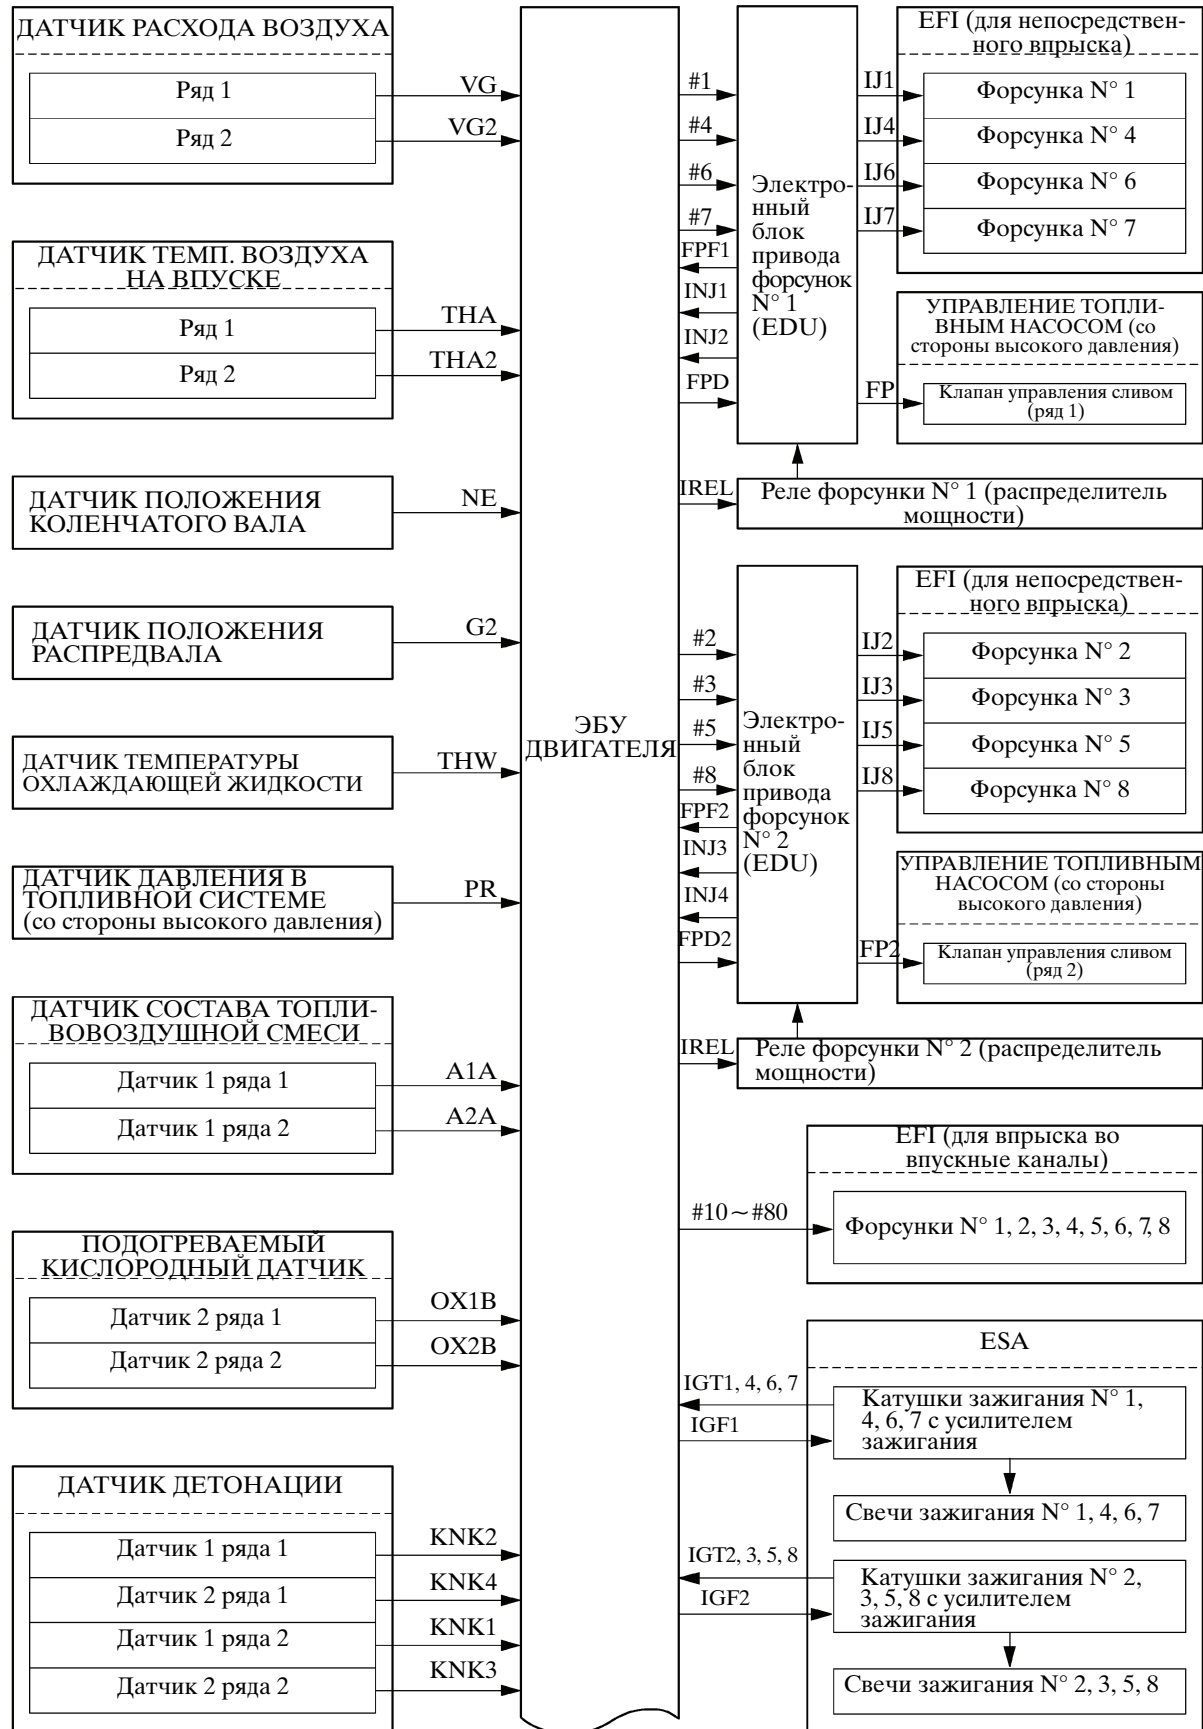 ДАТЧИК РАСХОДА ВОЗДУХА
Ряд 1
VG
Ряд 2
VG2
ДАТЧИК ТЕМП. ВОЗДУХА
НА ВПУСКЕ
Ряд 1
THA
Ряд 2
THA2
ДАТЧИК ПОЛОЖЕНИЯ
КОЛЕНЧАТОГО ВАЛА
NE
ДАТЧИК ПОЛОЖЕНИЯ
РАСПРЕДВАЛА
G2
ДАТЧИК ТЕМПЕРАТУРЫ
ОХЛАЖДАЮЩЕЙ ЖИДКОСТИ
THW
ДАТЧИК ДАВЛЕНИЯ В
ТОПЛИВНОЙ СИСТЕМЕ
(со стороны высокого давления)
PR
ДАТЧИК СОСТАВА ТОПЛИ-
ВОВОЗДУШНОЙ СМЕСИ
Датчик 1 ряда 1
A1A
Датчик 1 ряда 2
A2A
ПОДОГРЕВАЕМЫЙ
КИСЛОРОДНЫЙ ДАТЧИК
Датчик 2 ряда 1
OX1B
Датчик 2 ряда 2
OX2B
ДАТЧИК ДЕТОНАЦИИ
Датчик 1 ряда 1
KNK2
Датчик 2 ряда 1
KNK4
Датчик 1 ряда 2
KNK1
Датчик 2 ряда 2
KNK3
ЭБУ
ДВИГАТЕЛЯ
#1
#4
#6
#7
FPF1
INJ1
INJ2
FPD
Электро-
нный
блок
привода
форсунок
N° 1
(EDU)
IJ1
IJ4
IJ6
IJ7
FP
EFI (для непосредствен-
ного впрыска)
Форсунка N° 1
Форсунка N° 4
Форсунка N° 6
Форсунка N° 7
УПРАВЛЕНИЕ ТОПЛИ-
ВНЫМ НАСОСОМ (со
стороны высокого давления)
Клапан управления сливом
(ряд 1)
IREL
Реле форсунки N° 1 (распределитель
мощности)
#2
#3
#5
#8
FPF2
INJ3
INJ4
FPD2
Электро-
нный
блок
привода
форсунок
N° 2
(EDU)
IJ2
IJ3
IJ5
IJ8
FP2
EFI (для непосредствен-
ного впрыска)
Форсунка N° 2
Форсунка N° 3
Форсунка N° 5
Форсунка N° 8
УПРАВЛЕНИЕ ТОПЛИВНЫМ
НАСОСОМ (со стороны
высокого давления)
Клапан управления сливом
(ряд 2)
IREL
Реле форсунки N° 2 (распределитель
мощности)
EFI (для впрыска во
впускные каналы)
#10~#80
Форсунки N° 1, 2, 3, 4, 5, 6, 7, 8
ESA
IGT1, 4, 6, 7
IGF1
Катушки зажигания N° 1,
4, 6, 7 с усилителем
зажигания
Свечи зажигания N° 1, 4, 6, 7
IGT2, 3, 5, 8
IGF2
Катушки зажигания N° 2,
3, 5, 8 с усилителем
зажигания
Свечи зажигания N° 2, 3, 5, 8